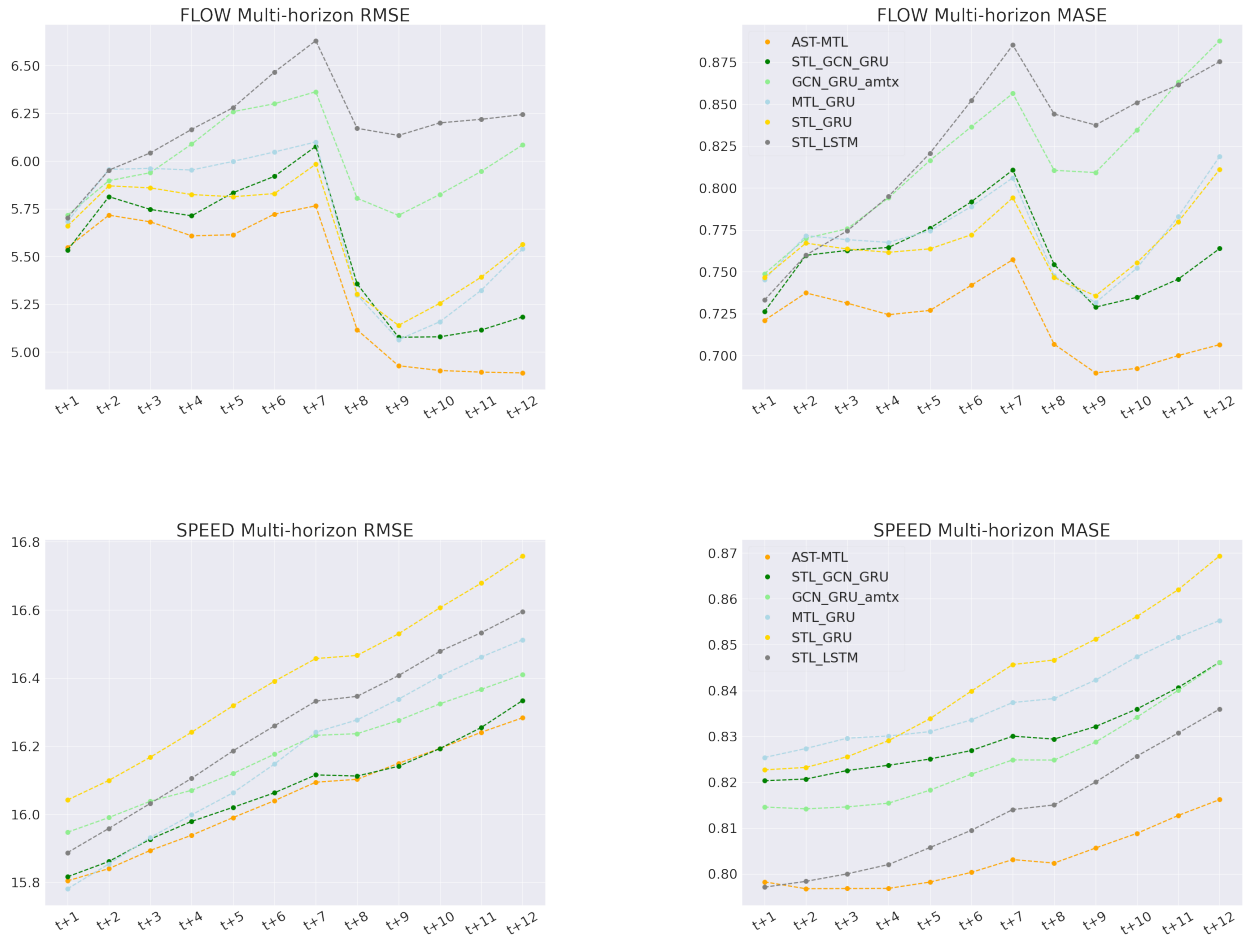 FLOW Multi-horizon RMSE
6.50
6.25
6.00
5.75
5.50
5.25
5.00
t+1 t+2 t+3 t+4 t+5 t+6 t+7 t+8 t+9 t+10 t+11 t+12
FLOW Multi-horizon MASE
AST-MTL
STL_GCN_GRU
GCN_GRU_amtx
MTL_GRU
STL_GRU
STL_LSTM
0.875
0.850
0.825
0.800
0.775
0.750
0.725
0.700
t+1 t+2 t+3 t+4 t+5 t+6 t+7 t+8 t+9 t+10 t+11 t+12
SPEED Multi-horizon RMSE
16.8
16.6
16.4
16.2
16.0
15.8
t+1 t+2 t+3 t+4 t+5 t+6 t+7 t+8 t+9 t+10 t+11 t+12
SPEED Multi-horizon MASE
AST-MTL
STL_GCN_GRU
GCN_GRU_amtx
MTL_GRU
STL_GRU
STL_LSTM
0.87
0.86
0.85
0.84
0.83
0.82
0.81
0.80
t+1 t+2 t+3 t+4 t+5 t+6 t+7 t+8 t+9 t+10 t+11 t+12